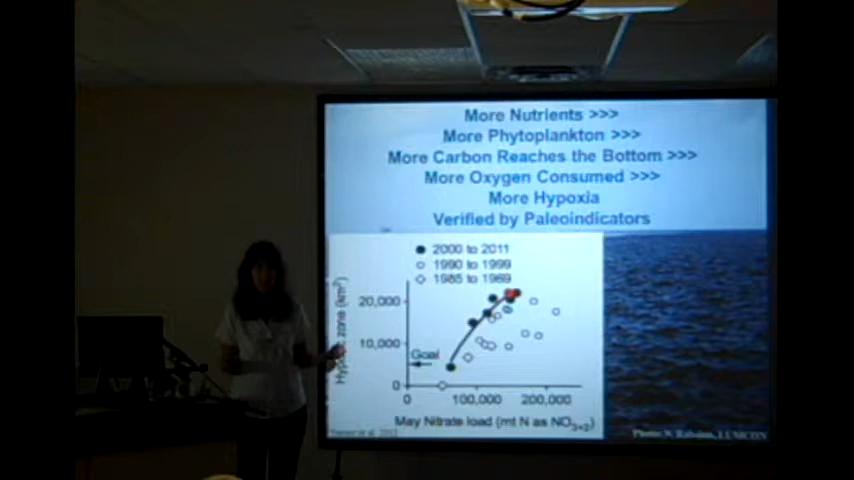 More Nutrients >>>
More Phytoplankton >>>
More Carbon Reaches the Bottom >>>
More Oxygen Consumed >>>
More Hypoxia
Verified by Paleoindicators
2000 to 2011
1990 to 1999
1985 to 1989
20,000
10,000
Goal
0
0 100,000 200,000
zone (km²)
May Nitrate load (mt N as NO3+2)
Photo: N. Rabalais, LUMCON